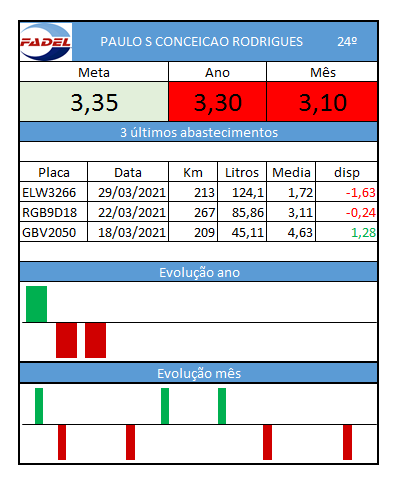 FADEL PAULO S CONCEICAO RODRIGUES 24º
Meta Ano Mês
3,35 3,30 3,10
3 últimos abastecimentos
Placa Data Km Litros Media disp
ELW3266 29/03/2021 213 124,1 1,72 -1,63
RGB9D18 22/03/2021 267 85,86 3,11 -0,24
GBV2050 18/03/2021 209 45,11 4,63 1,28
Evolução ano
Evolução mês